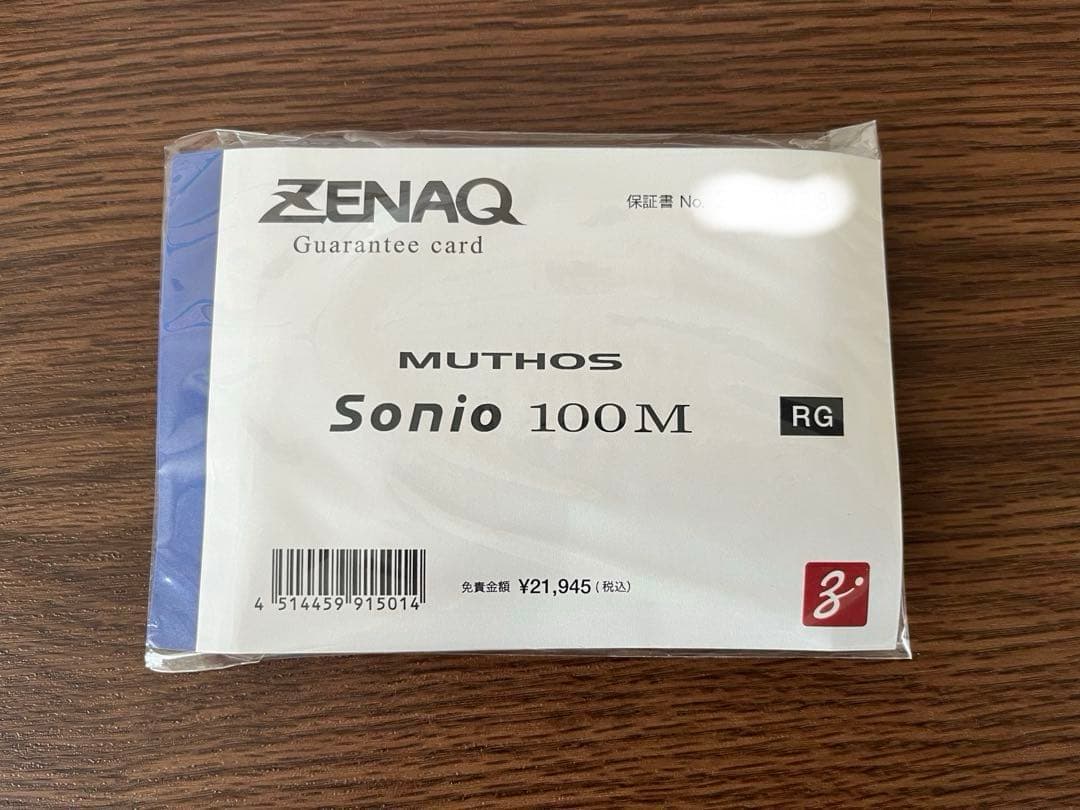 ZENAQ
Guarantee card
保証書 No.
MUTHOS
Sonio 100M
RG
4 514459 915014
免責金額 ¥21,945(税込)
z